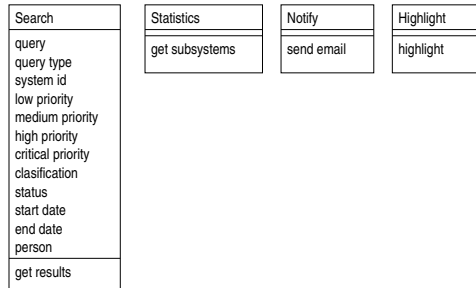 Search
query
query type
system id
low priority
medium priority
high priority
critical priority
clasification
status
start date
end date
person
get results
Statistics
get subsystems
Notify
send email
Highlight
highlight